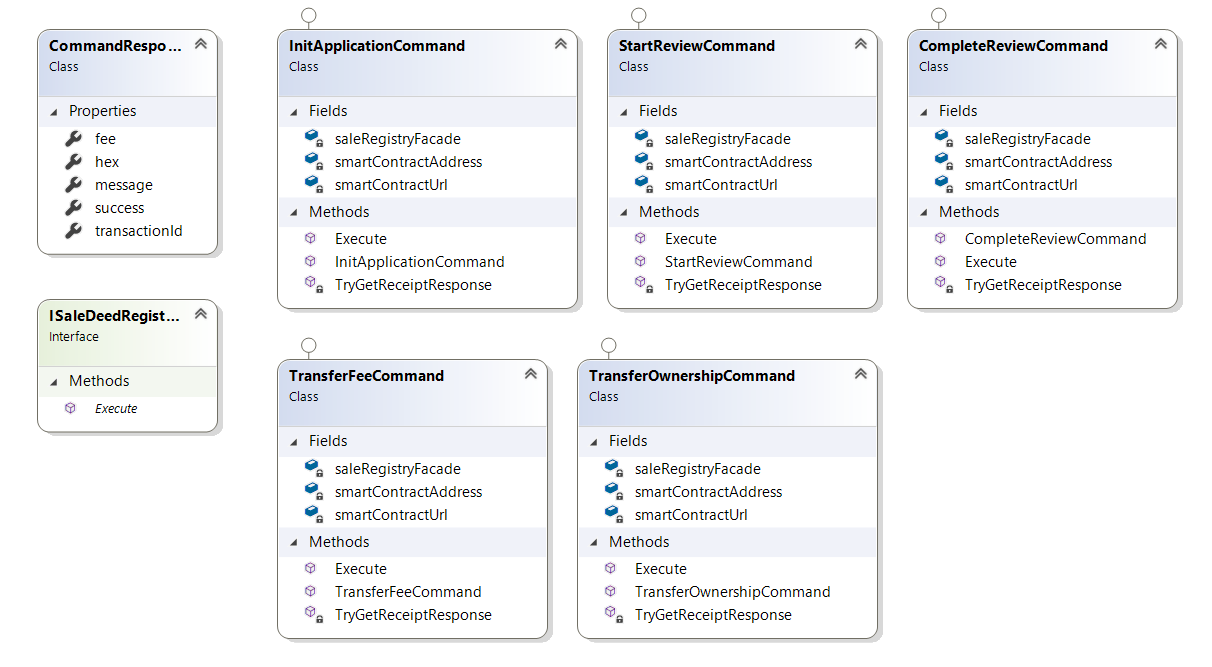 CommandRespo...
Class
Properties
fee
hex
message
success
transactionId
ISaleDeedRegist...
Interface
Methods
Execute
InitApplicationCommand
Class
Fields
saleRegistryFacade
smartContractAddress
smartContractUrl
Methods
Execute
InitApplicationCommand
TryGetReceiptResponse
StartReviewCommand
Class
Fields
saleRegistryFacade
smartContractAddress
smartContractUrl
Methods
Execute
StartReviewCommand
TryGetReceiptResponse
CompleteReviewCommand
Class
Fields
saleRegistryFacade
smartContractAddress
smartContractUrl
Methods
CompleteReviewCommand
Execute
TryGetReceiptResponse
TransferFeeCommand
Class
Fields
saleRegistryFacade
smartContractAddress
smartContractUrl
Methods
Execute
TransferFeeCommand
TryGetReceiptResponse
TransferOwnershipCommand
Class
Fields
saleRegistryFacade
smartContractAddress
smartContractUrl
Methods
Execute
TransferOwnershipCommand
TryGetReceiptResponse